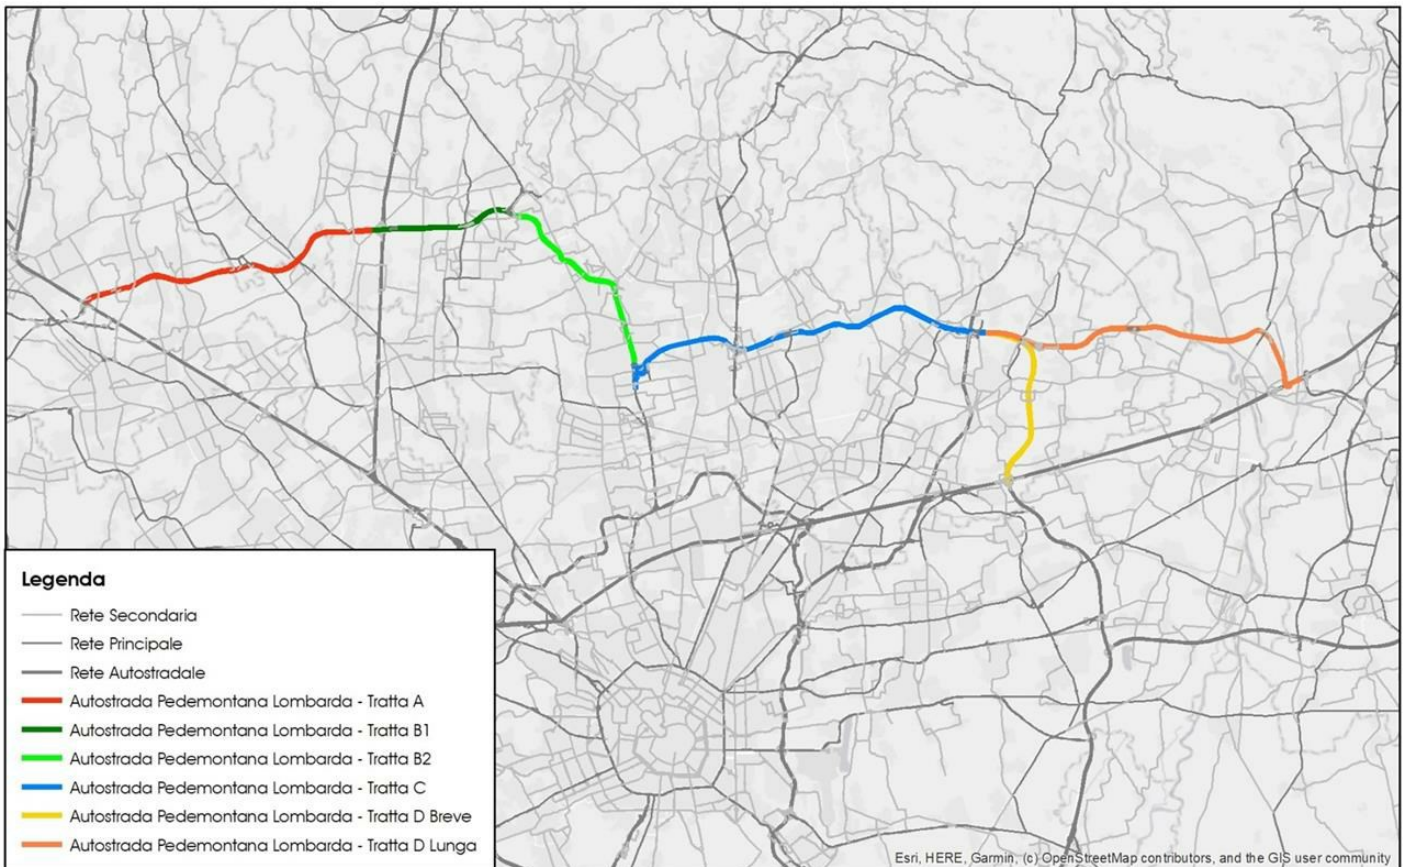 Legenda
Rete Secondaria
Rete Principale
Rete Autostradale
Autostrada Pedemontana Lombarda - Tratta A
Autostrada Pedemontana Lombarda - Tratta B1
Autostrada Pedemontana Lombarda - Tratta B2
Autostrada Pedemontana Lombarda - Tratta C
Autostrada Pedemontana Lombarda - Tratta D Breve
Autostrada Pedemontana Lombarda - Tratta D Lunga
Esri, HERE, Garmin, (c) OpenStreetMap contributors, and the GIS user community